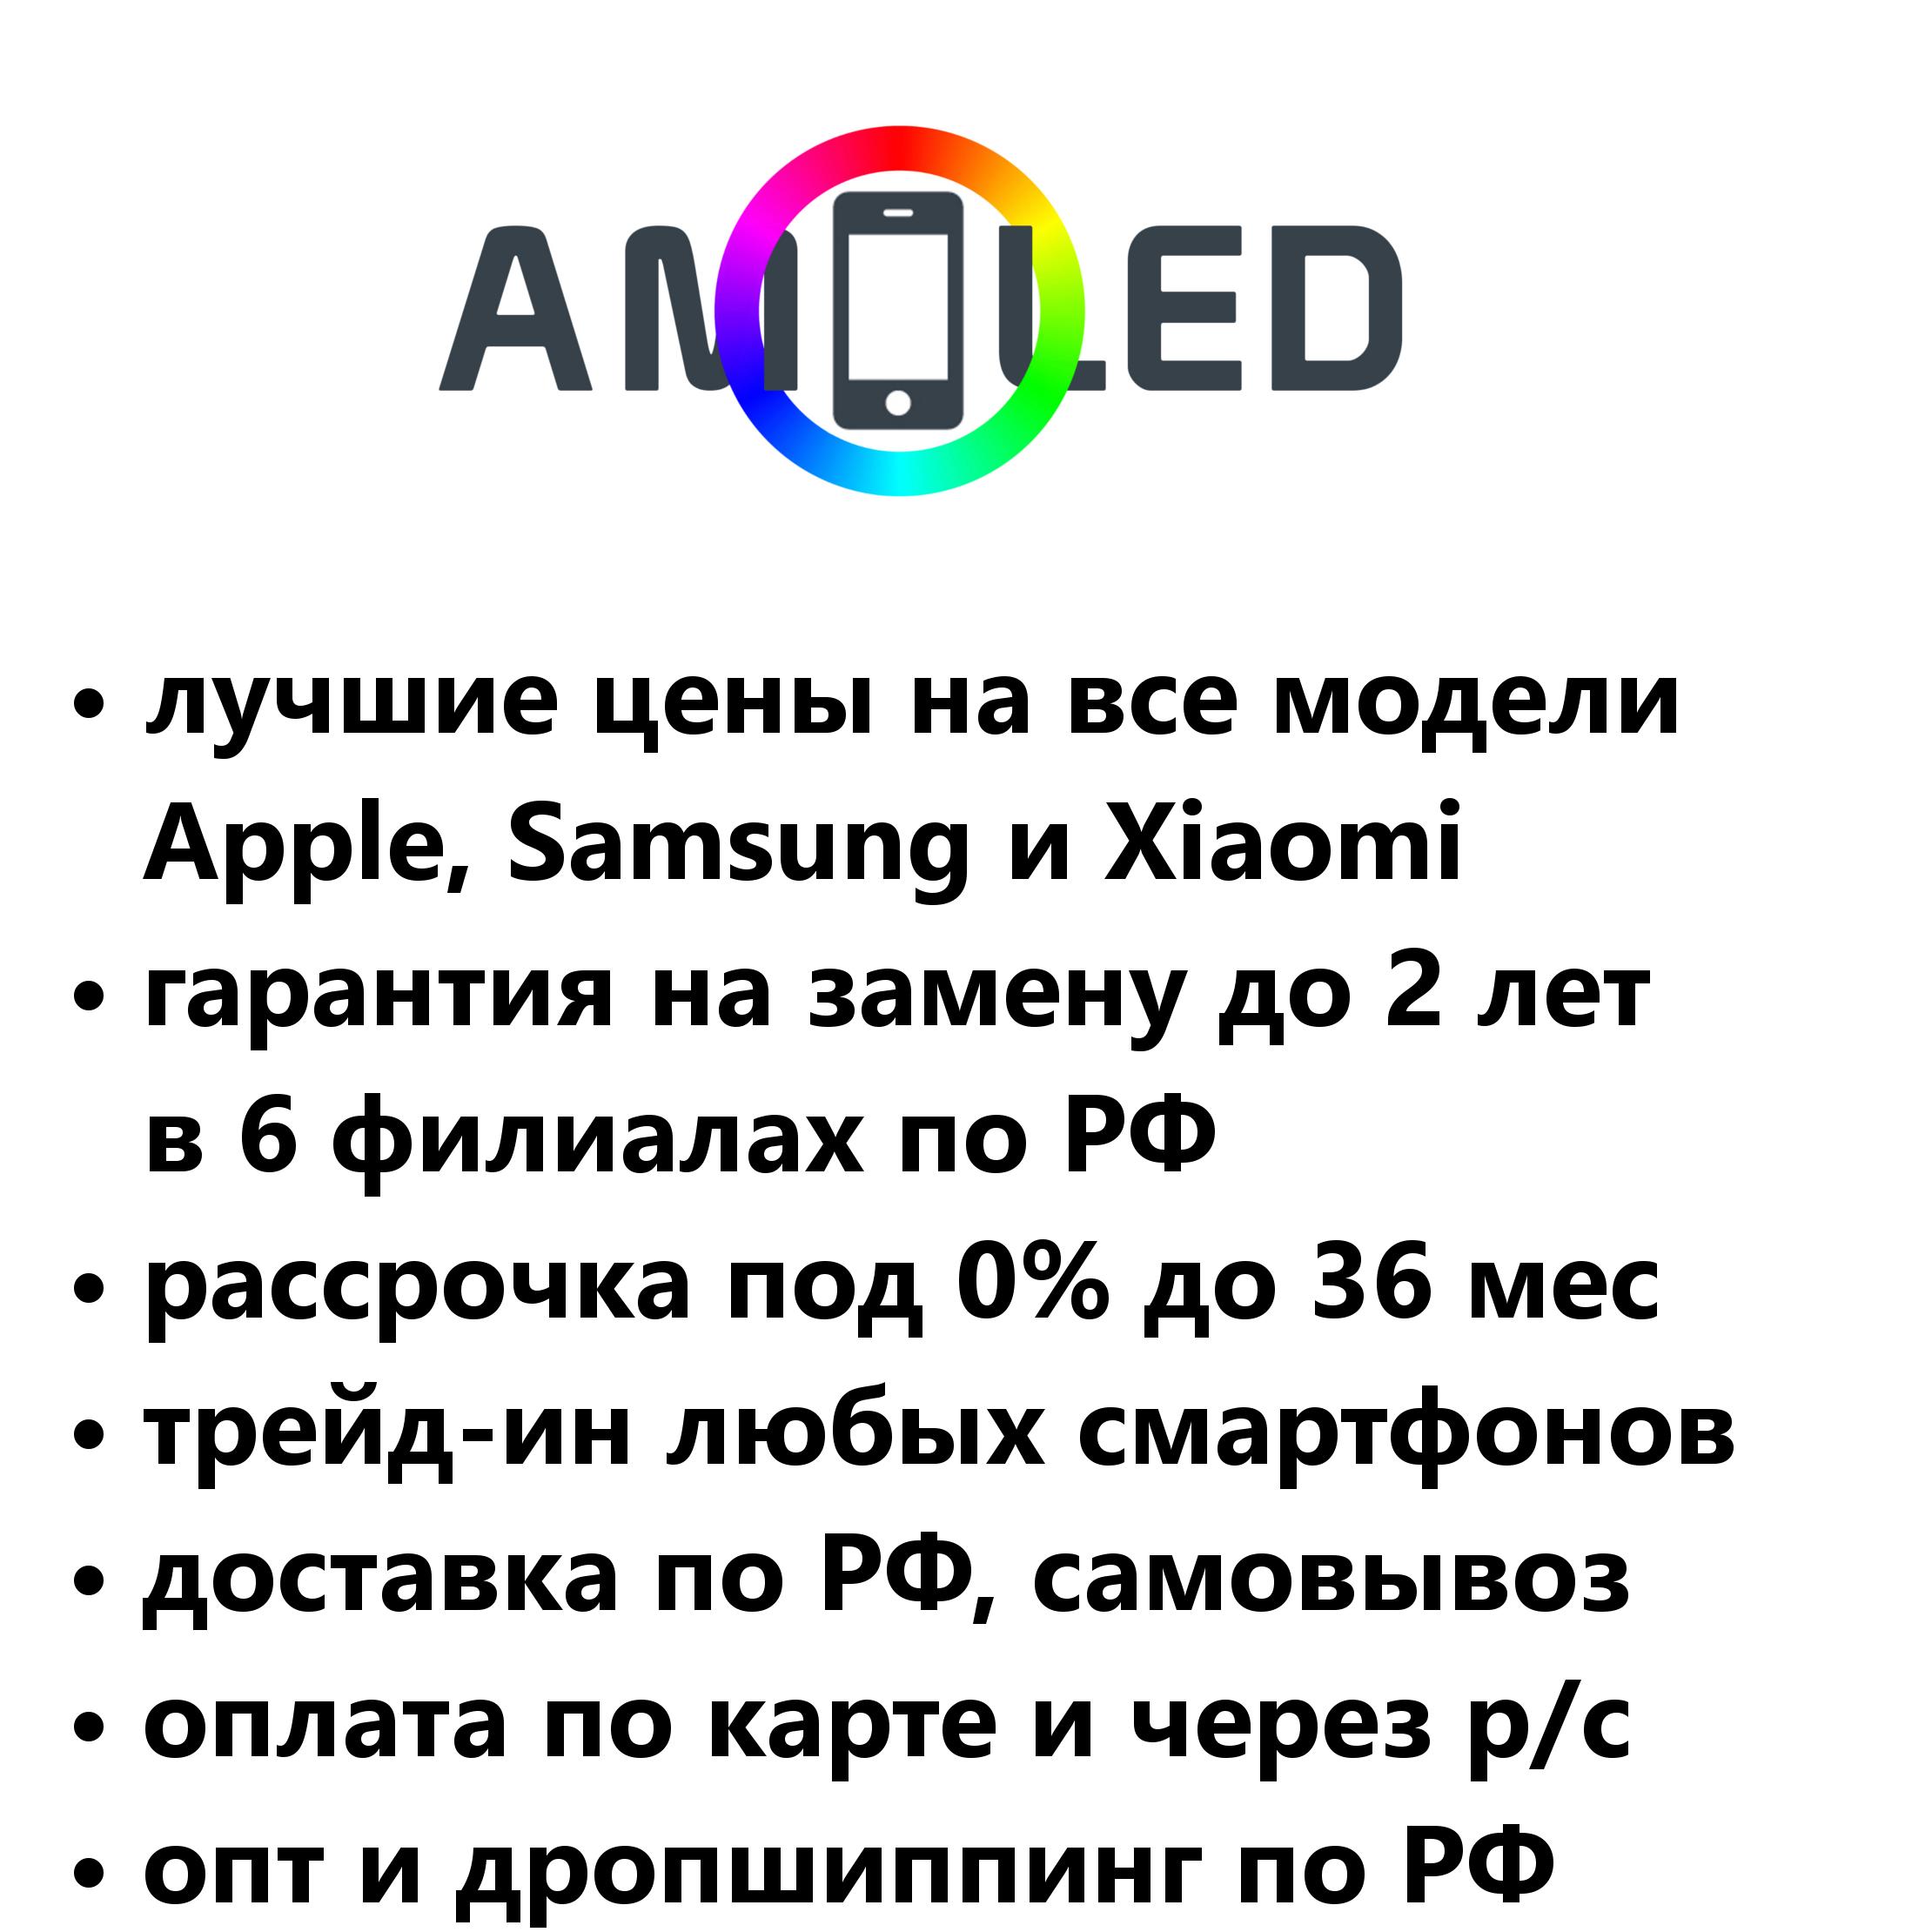 AMOLED
• лучшие цены на все модели
Apple, Samsung и Xiaomi
• гарантия на замену до 2 лет
в 6 филиалах по РФ
• рассрочка под 0% до 36 мес
• трейд-ин любых смартфонов
• доставка по РФ, самовывоз
• оплата по карте и через р/с
• опт и дропшиппинг по РФ